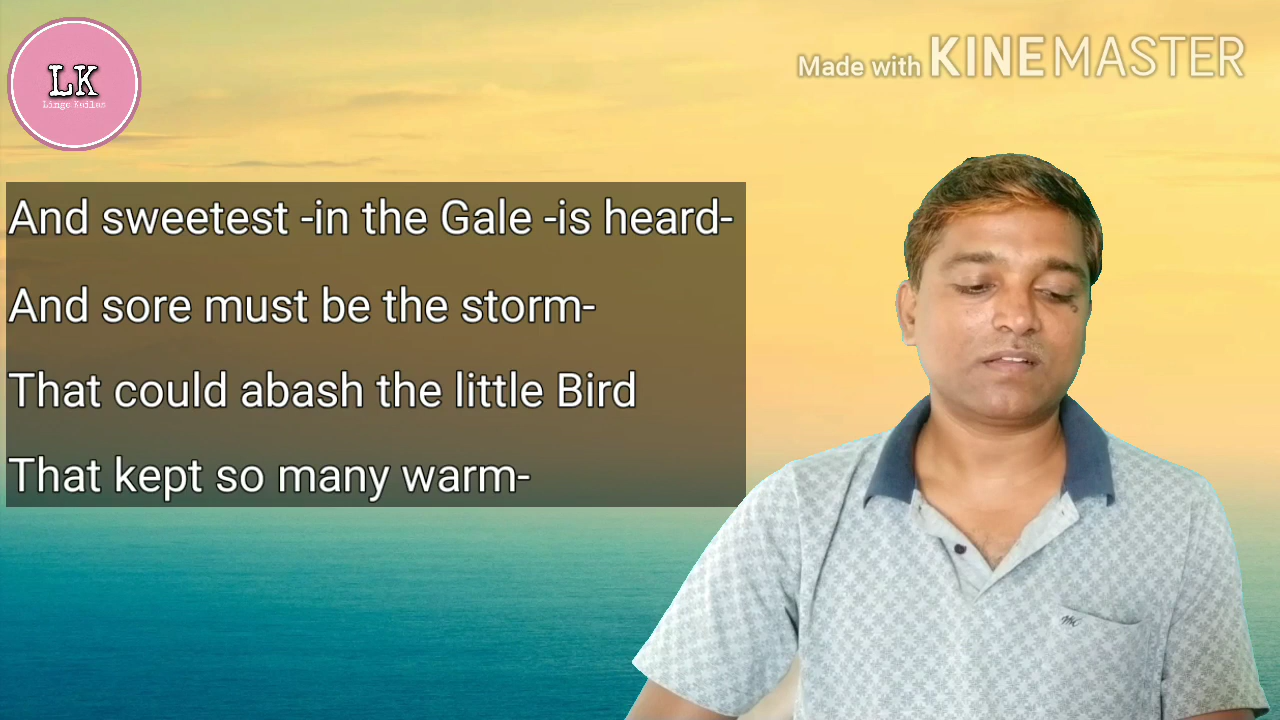 LK
Made with KINEMASTER
And sweetest -in the Gale -is heard-
And sore must be the storm-
That could abash the little Bird
That kept so many warm-